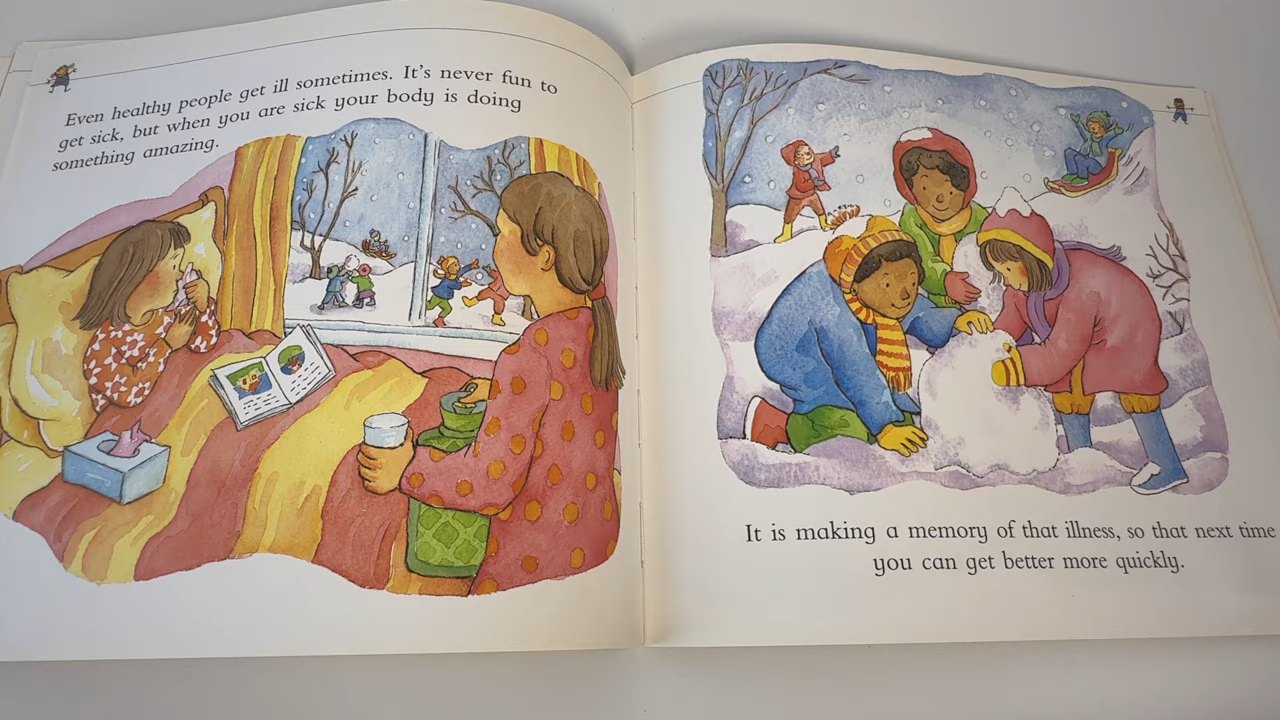 Even healthy people get ill sometimes. It's never fun to
get sick, but when you are sick your body is doing
something amazing.
It is making a memory of that illness, so that next time
you can get better more quickly.